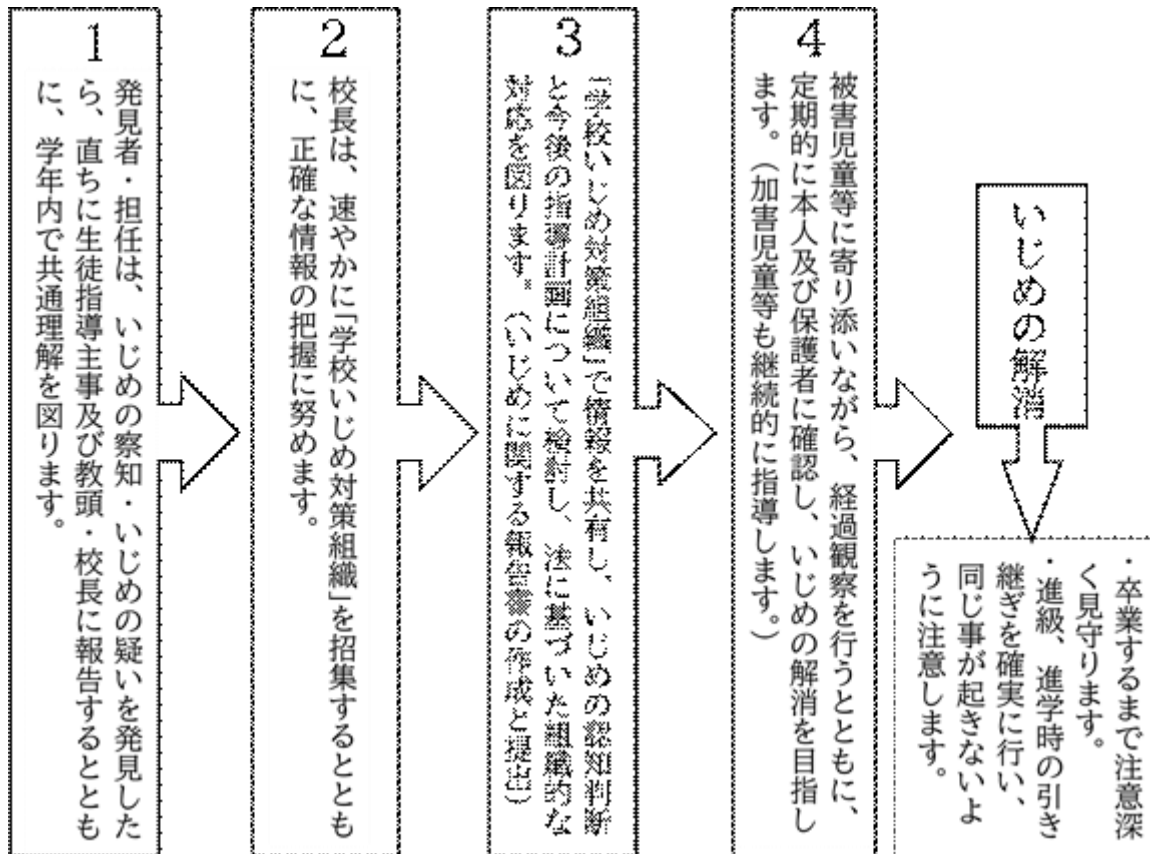 1
発見者・担任は、いじめの察知・いじめの疑いを発見した
ら、直ちに生徒指導主事及び教頭・校長に報告するととも
に、学年内で共通理解を図ります。
2
校長は、速やかに「学校いじめ対策組織」を招集するととも
に、正確な情報の把握に努めます。
3
「学校いじめ対策組織」で情報を共有し、いじめの認知判断
と今後の指導計画について検討し、法に基づいた組織的な
対応を図ります。（いじめに関する報告書の作成と提出）
4
被害児童等に寄り添いながら、経過観察を行うとともに、
定期的に本人及び保護者に確認し、いじめの解消を目指し
ます。（加害児童等も継続的に指導します。）
いじめの解消
・卒業するまで注意深
く見守ります。
・進級、進学時の引き
継ぎを確実に行い、
同じ事が起きないよ
うに注意します。